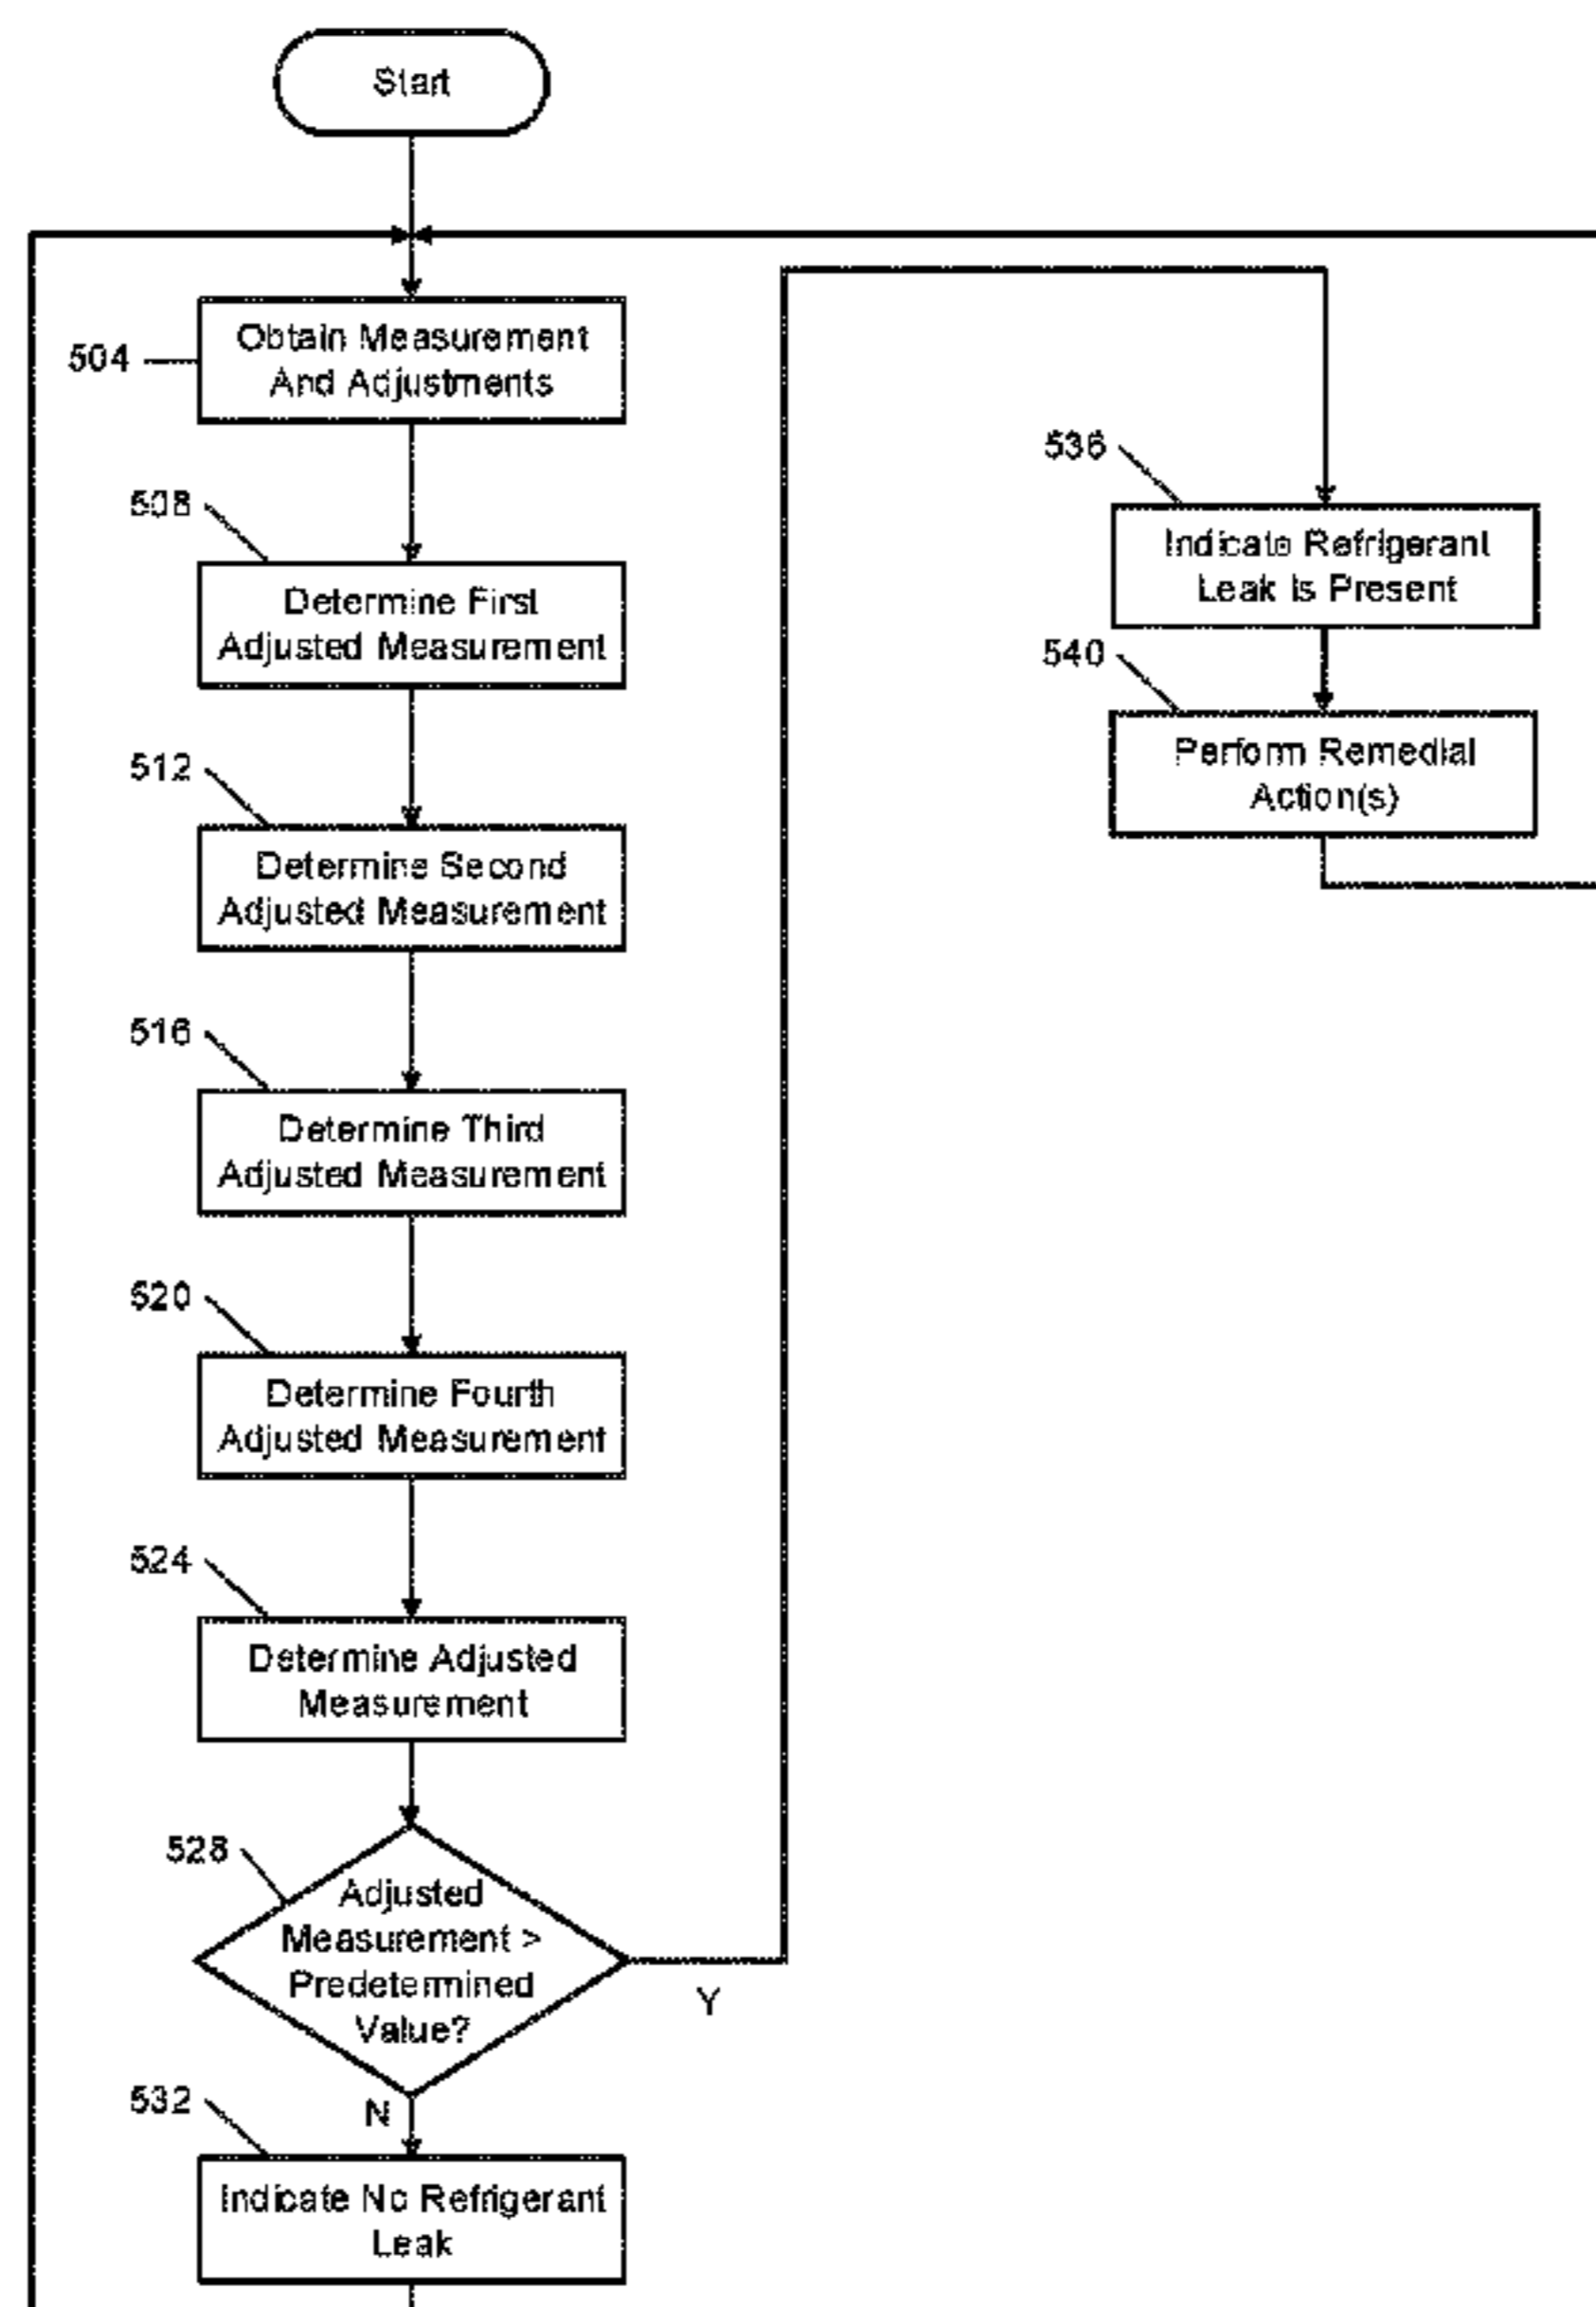 Start
504
Obtain Measurement
And Adjustments
508
Determine First
Adjusted Measurement
512
Determine Second
Adjusted Measurement
516
Determine Third
Adjusted Measurement
520
Determine Fourth
Adjusted Measurement
524
Determine Adjusted
Measurement
528
Adjusted
Measurement >
Predetermined
Value?
Y
N
532
Indicate No Refrigerant
Leak
536
Indicate Refrigerant
Leak Is Present
540
Perform Remedial
Action(s)